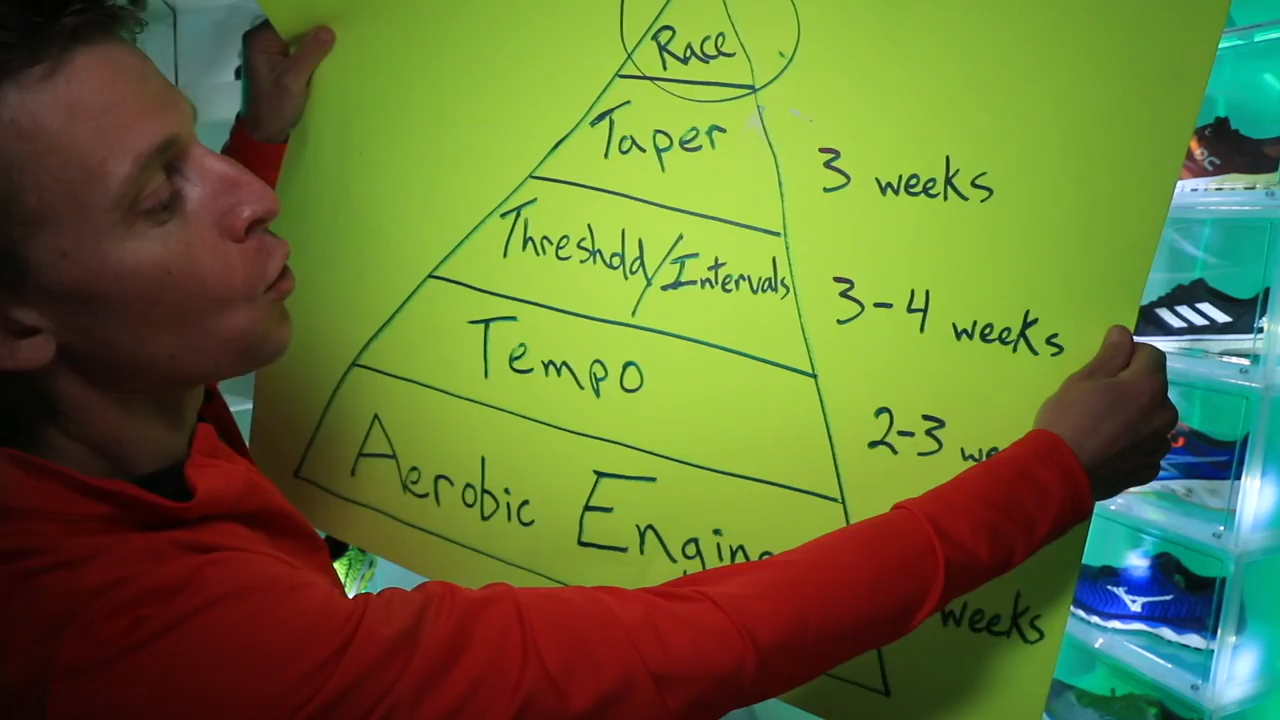 Race
Taper
3 weeks
Threshold/Intervals
3-4 weeks
Tempo
2-3
Aerobic
weeks